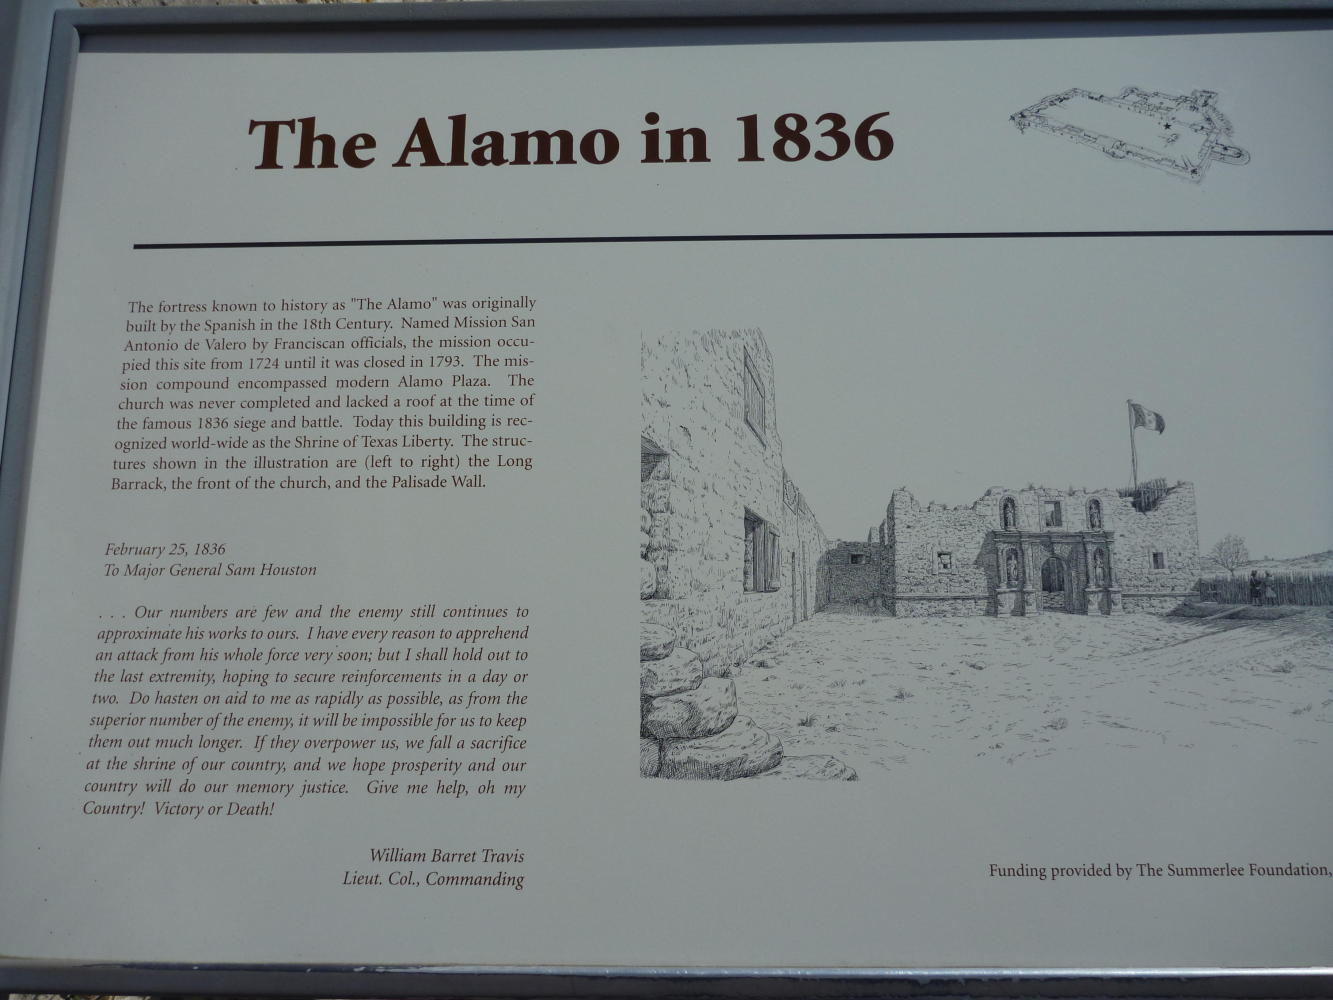 The Alamo in 1836
The fortress known to history as "The Alamo" was originally
built by the Spanish in the 18th Century. Named Mission San
Antonio de Valero by Franciscan officials, the mission occu-
pied this site from 1724 until it was closed in 1793. The mis-
sion compound encompassed modern Alamo Plaza. The
church was never completed and lacked a roof at the time of
the famous 1836 siege and battle. Today this building is rec-
ognized world-wide as the Shrine of Texas Liberty. The struc-
tures shown in the illustration are (left to right) the Long
Barrack, the front of the church, and the Palisade Wall.
February 25, 1836
To Major General Sam Houston
. . . Our numbers are few and the enemy still continues to
approximate his works to ours. I have every reason to apprehend
an attack from his whole force very soon; but I shall hold out to
the last extremity, hoping to secure reinforcements in a day or
two. Do hasten on aid to me as rapidly as possible, as from the
superior number of the enemy, it will be impossible for us to keep
them out much longer. If they overpower us, we fall a sacrifice
at the shrine of our country, and we hope prosperity and our
country will do our memory justice. Give me help, oh my
Country! Victory or Death!
William Barret Travis
Lieut. Col., Commanding
Funding provided by The Summerlee Foundation,